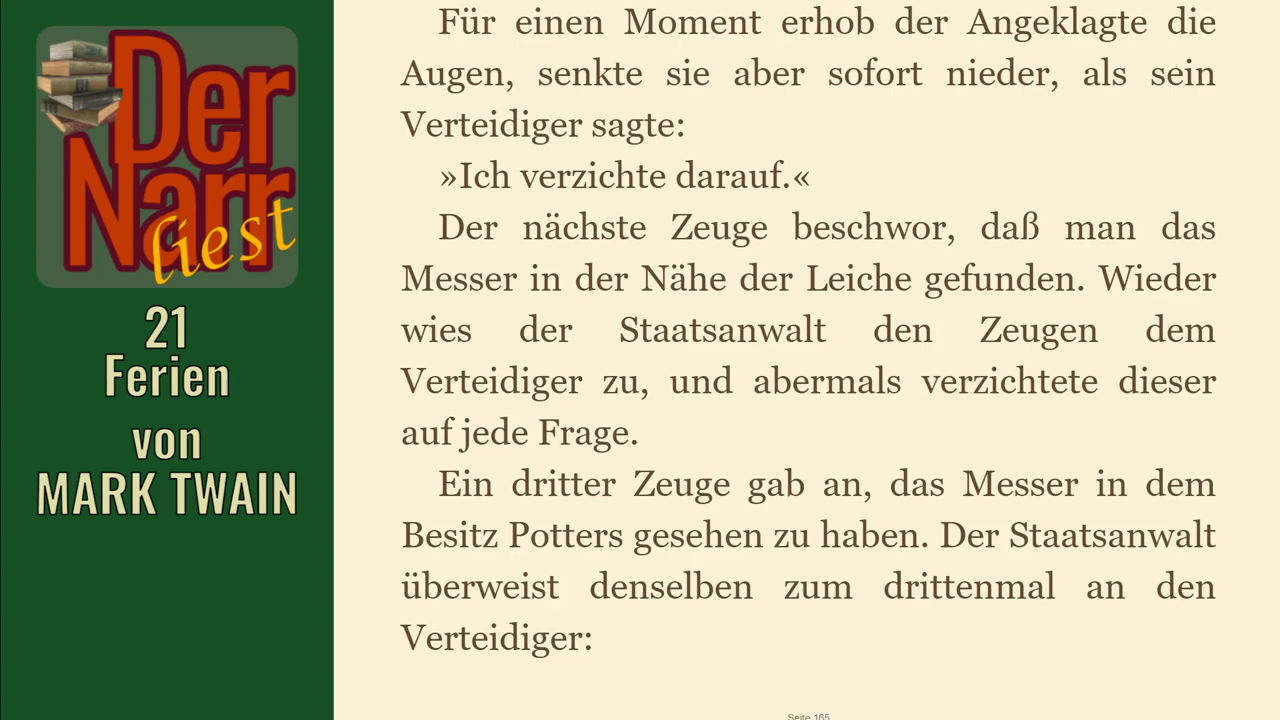 Der
Narr
liest
21
Ferien
von
MARK TWAIN
Für einen Moment erhob der Angeklagte die
Augen, senkte sie aber sofort nieder, als sein
Verteidiger sagte:
»Ich verzichte darauf.«
Der nächste Zeuge beschwor, daß man das
Messer in der Nähe der Leiche gefunden. Wieder
wies der Staatsanwalt den Zeugen dem
Verteidiger zu, und abermals verzichtete dieser
auf jede Frage.
Ein dritter Zeuge gab an, das Messer in dem
Besitz Potters gesehen zu haben. Der Staatsanwalt
überweist denselben zum drittenmal an den
Verteidiger:
Seite 165